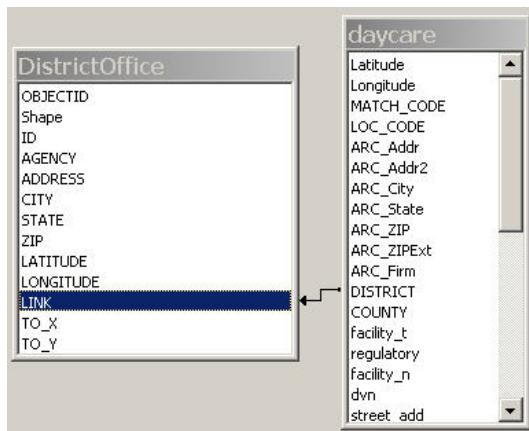 DistrictOffice
OBJECTID
Shape
ID
AGENCY
ADDRESS
CITY
STATE
ZIP
LATITUDE
LONGITUDE
LINK
TO_X
TO_Y
daycare
Latitude
Longitude
MATCH_CODE
LOC_CODE
ARC_Addr
ARC_Addr2
ARC_City
ARC_State
ARC_ZIP
ARC_ZIPExt
ARC_Firm
DISTRICT
COUNTY
facility_t
regulatory
facility_n
dvn
street_add